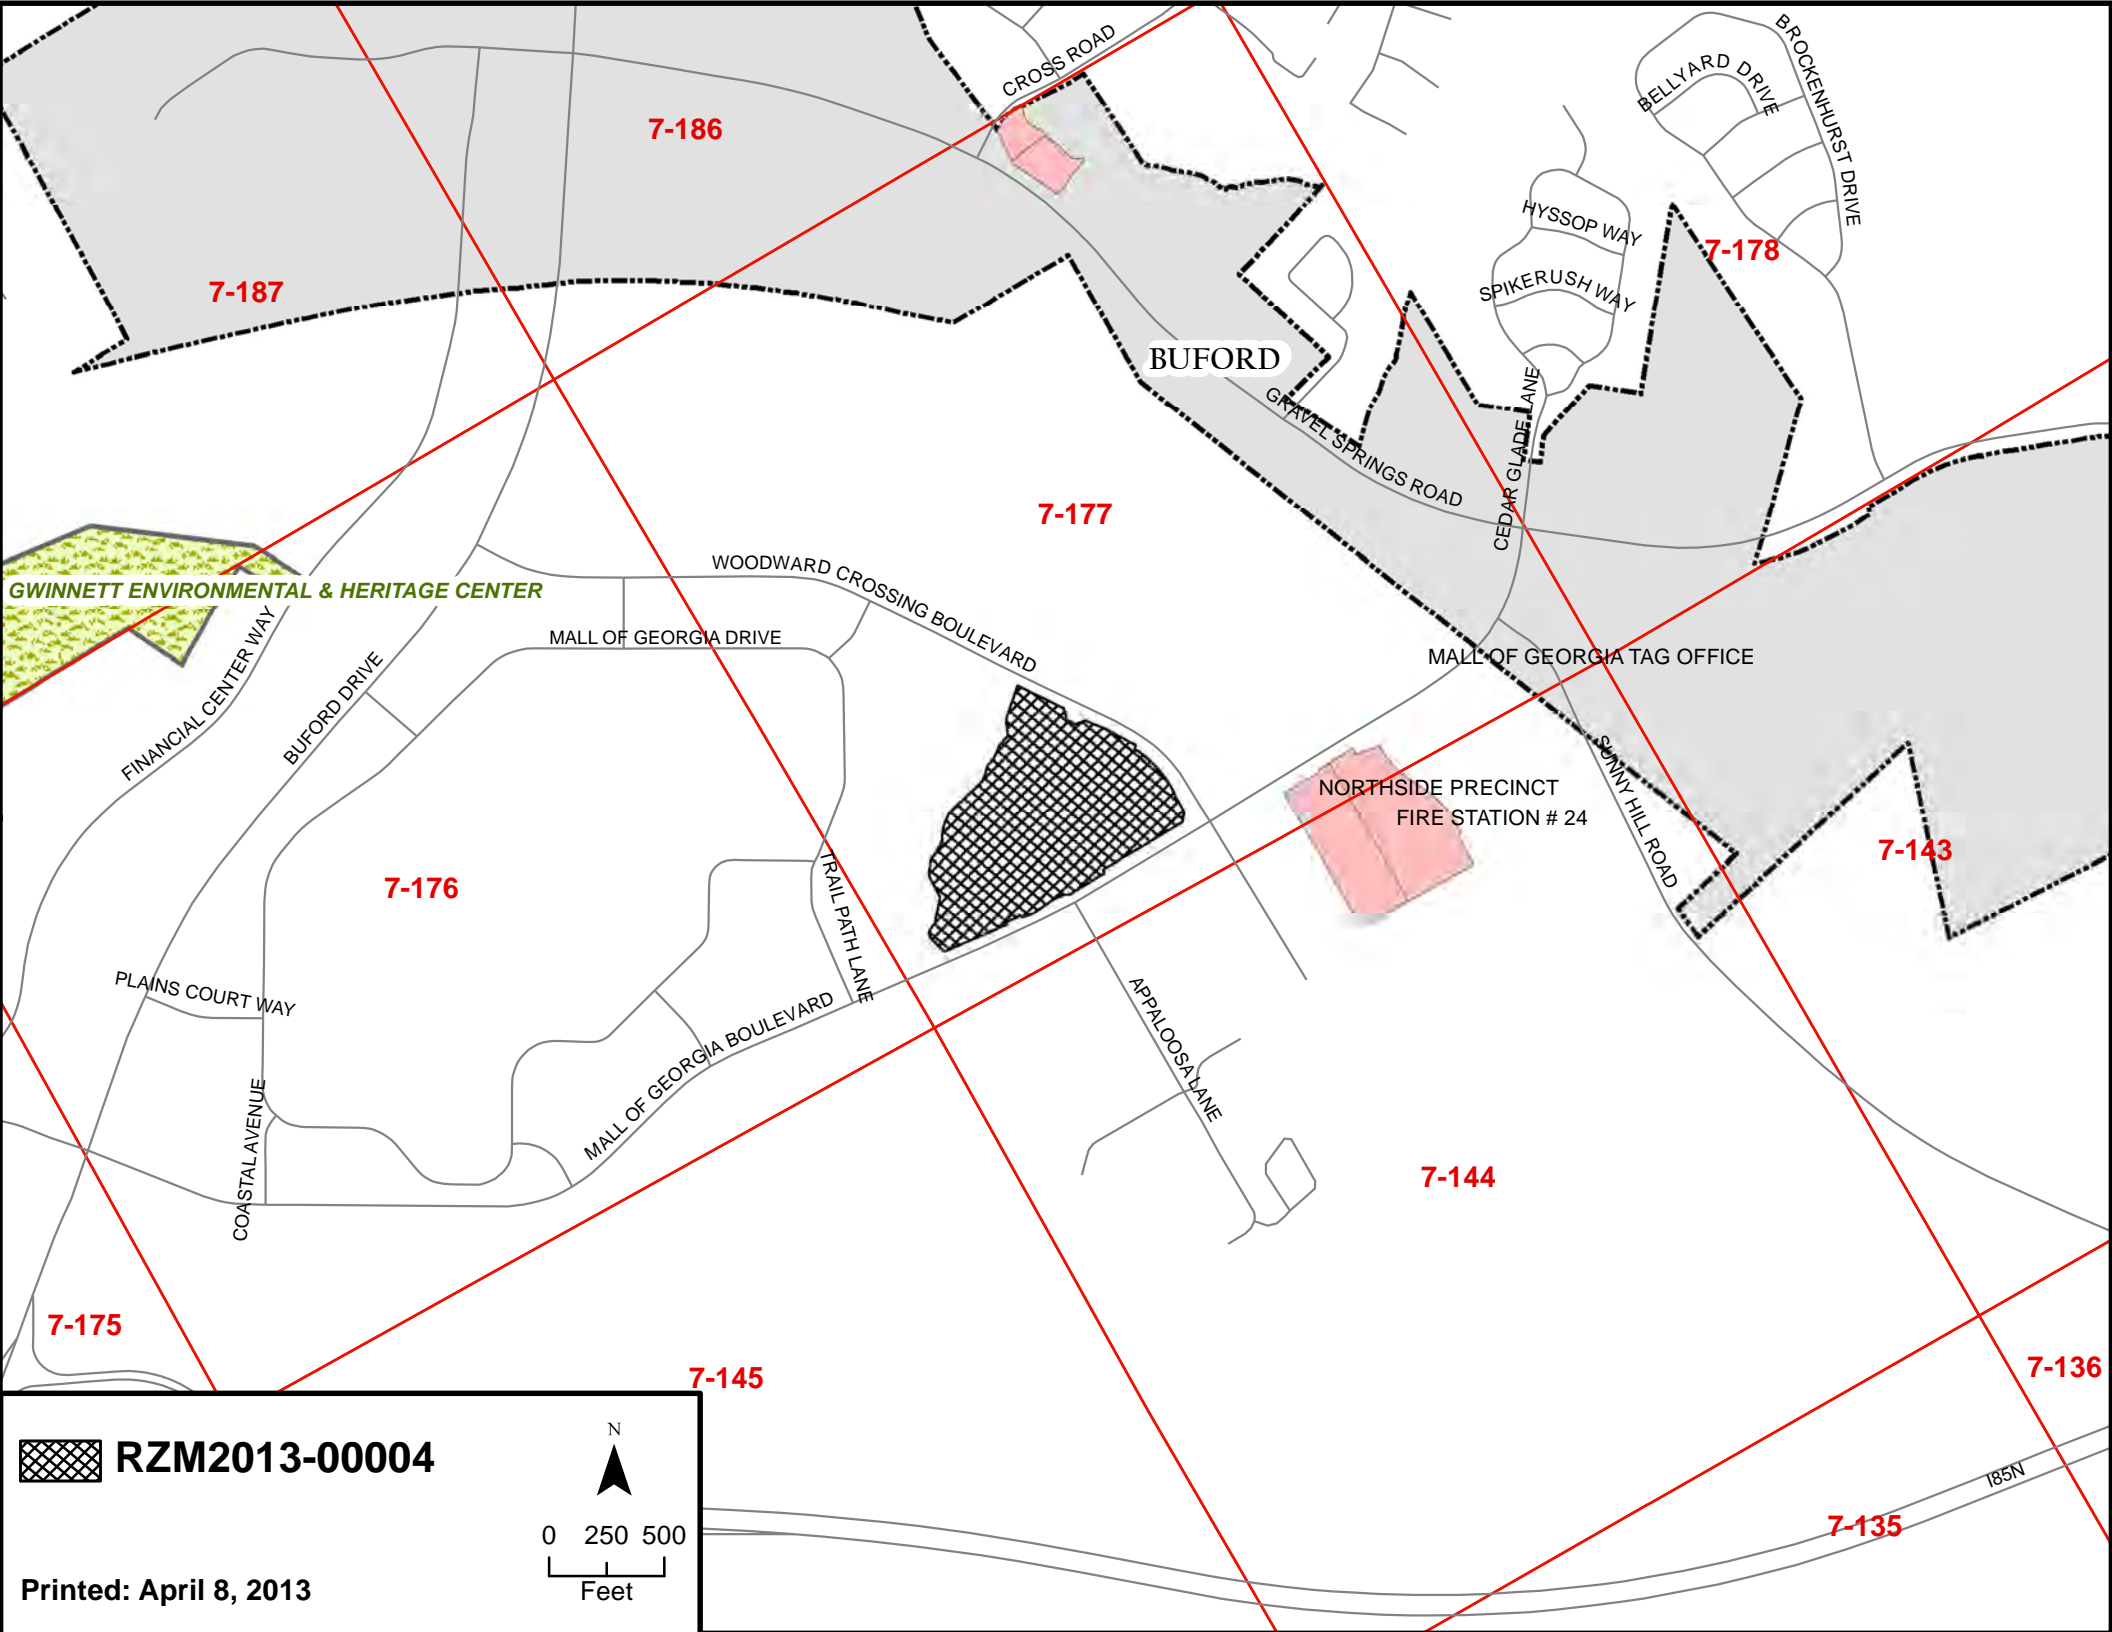 CROSS ROAD
BROCKENHURST DRIVE
BELLYARD DRIVE
7-186
HYSSOP WAY
7-178
7-187
SPIKERUSH WAY
BUFORD
GRAVEL SPRINGS ROAD
CEDAR GLADE LANE
7-177
WOODWARD CROSSING BOULEVARD
GWINNETT ENVIRONMENTAL & HERITAGE CENTER
MALL OF GEORGIA DRIVE
MALL OF GEORGIA TAG OFFICE
FINANCIAL CENTER WAY
BUFORD DRIVE
SUNNY HILL ROAD
NORTHSIDE PRECINCT
FIRE STATION # 24
7-143
7-176
TRAIL PATH LANE
PLAINS COURT WAY
MALL OF GEORGIA BOULEVARD
APPALOOSA LANE
COASTAL AVENUE
7-144
7-175
7-145
7-136
RZM2013-00004
N
I85N
0 250 500
7-135
Feet
Printed: April 8, 2013